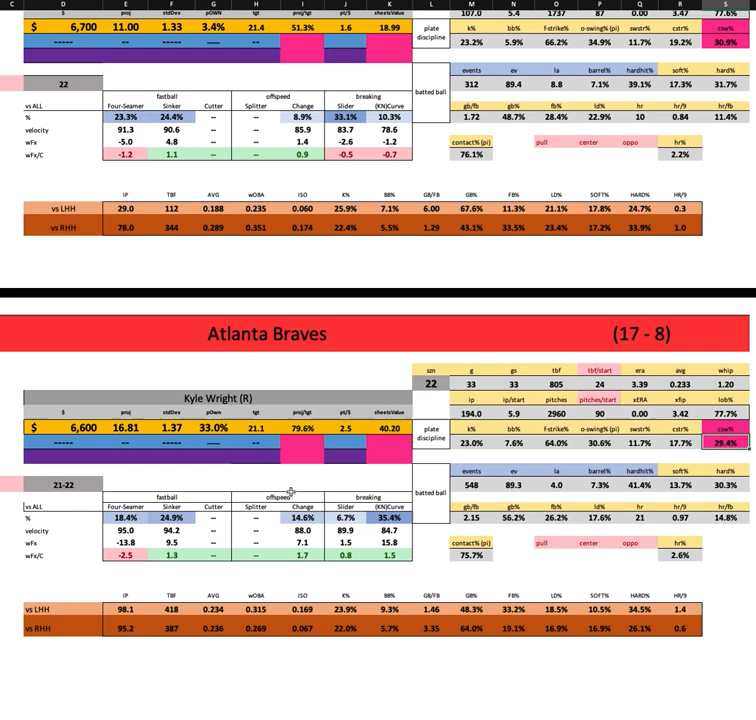 C D E F G H I J K L M N O P Q R S
107.0 5.4 1737 87 0.00 3.47 77.6%
$ 6,700 11.00 1.33 3.4% 21.4 51.3% 1.6 18.99 plate discipline k% bb% f-strike% o-swing% (pi) swstr% cstr% csw%
----- -- --- ---- -- 23.2% 5.9% 66.2% 34.9% 11.7% 19.2% 30.9%
events ev la barrel% hardhit% soft% hard%
22 312 89.4 8.8 7.1% 39.1% 17.3% 31.7%
fastball offspeed breaking batted ball
vs ALL Four-Seamer Sinker Cutter Splitter Change Slider (KN)Curve gb/fb gb% fb% ld% hr hr/9 hr/fb
% 23.3% 24.4% -- -- 8.9% 33.1% 10.3% 1.72 48.7% 28.4% 22.9% 10 0.84 11.4%
velocity 91.3 90.6 -- -- 85.9 83.7 78.6
wFx -5.0 4.8 -- -- 1.4 -2.6 -1.2 contact% (pi) pull center oppo hr%
wFx/C -1.2 1.1 -- -- 0.9 -0.5 -0.7 76.1% 2.2%
IP TBF AVG wOBA ISO K% BB% GB/FB GB% FB% LD% SOFT% HARD% HR/9
vs LHH 29.0 112 0.188 0.235 0.060 25.9% 7.1% 6.00 67.6% 11.3% 21.1% 17.8% 24.7% 0.3
vs RHH 78.0 344 0.289 0.351 0.174 22.4% 5.5% 1.29 43.1% 33.5% 23.4% 17.2% 33.9% 1.0
Atlanta Braves (17 - 8)
szn g gs tbf tbf/start era avg whip
22 33 33 805 24 3.39 0.233 1.20
Kyle Wright (R) ip ip/start pitches pitches/start xERA xfip lob%
$ proj stdDev pOwn tgt proj/tgt pt/$ sheetsValue 194.0 5.9 2960 90 0.00 3.42 77.7%
$ 6,600 16.81 1.37 33.0% 21.1 79.6% 2.5 40.20 plate discipline k% bb% f-strike% o-swing% (pi) swstr% cstr% csw%
----- -- --- ---- -- 23.0% 7.6% 64.0% 30.6% 11.7% 17.7% 29.4%
events ev la barrel% hardhit% soft% hard%
21-22 548 89.3 4.0 7.3% 41.4% 13.7% 30.3%
fastball offspeed breaking batted ball
vs ALL Four-Seamer Sinker Cutter Splitter Change Slider (KN)Curve gb/fb gb% fb% ld% hr hr/9 hr/fb
% 18.4% 24.9% -- -- 14.6% 6.7% 35.4% 2.15 56.2% 26.2% 17.6% 21 0.97 14.8%
velocity 95.0 94.2 -- -- 88.0 89.9 84.7
wFx -13.8 9.5 -- -- 7.1 1.5 15.8 contact% (pi) pull center oppo hr%
wFx/C -2.5 1.3 -- -- 1.7 0.8 1.5 75.7% 2.6%
IP TBF AVG wOBA ISO K% BB% GB/FB GB% FB% LD% SOFT% HARD% HR/9
vs LHH 98.1 418 0.234 0.315 0.169 23.9% 9.3% 1.46 48.3% 33.2% 18.5% 10.5% 34.5% 1.4
vs RHH 95.2 387 0.236 0.269 0.067 22.0% 5.7% 3.35 64.0% 19.1% 16.9% 16.9% 26.1% 0.6